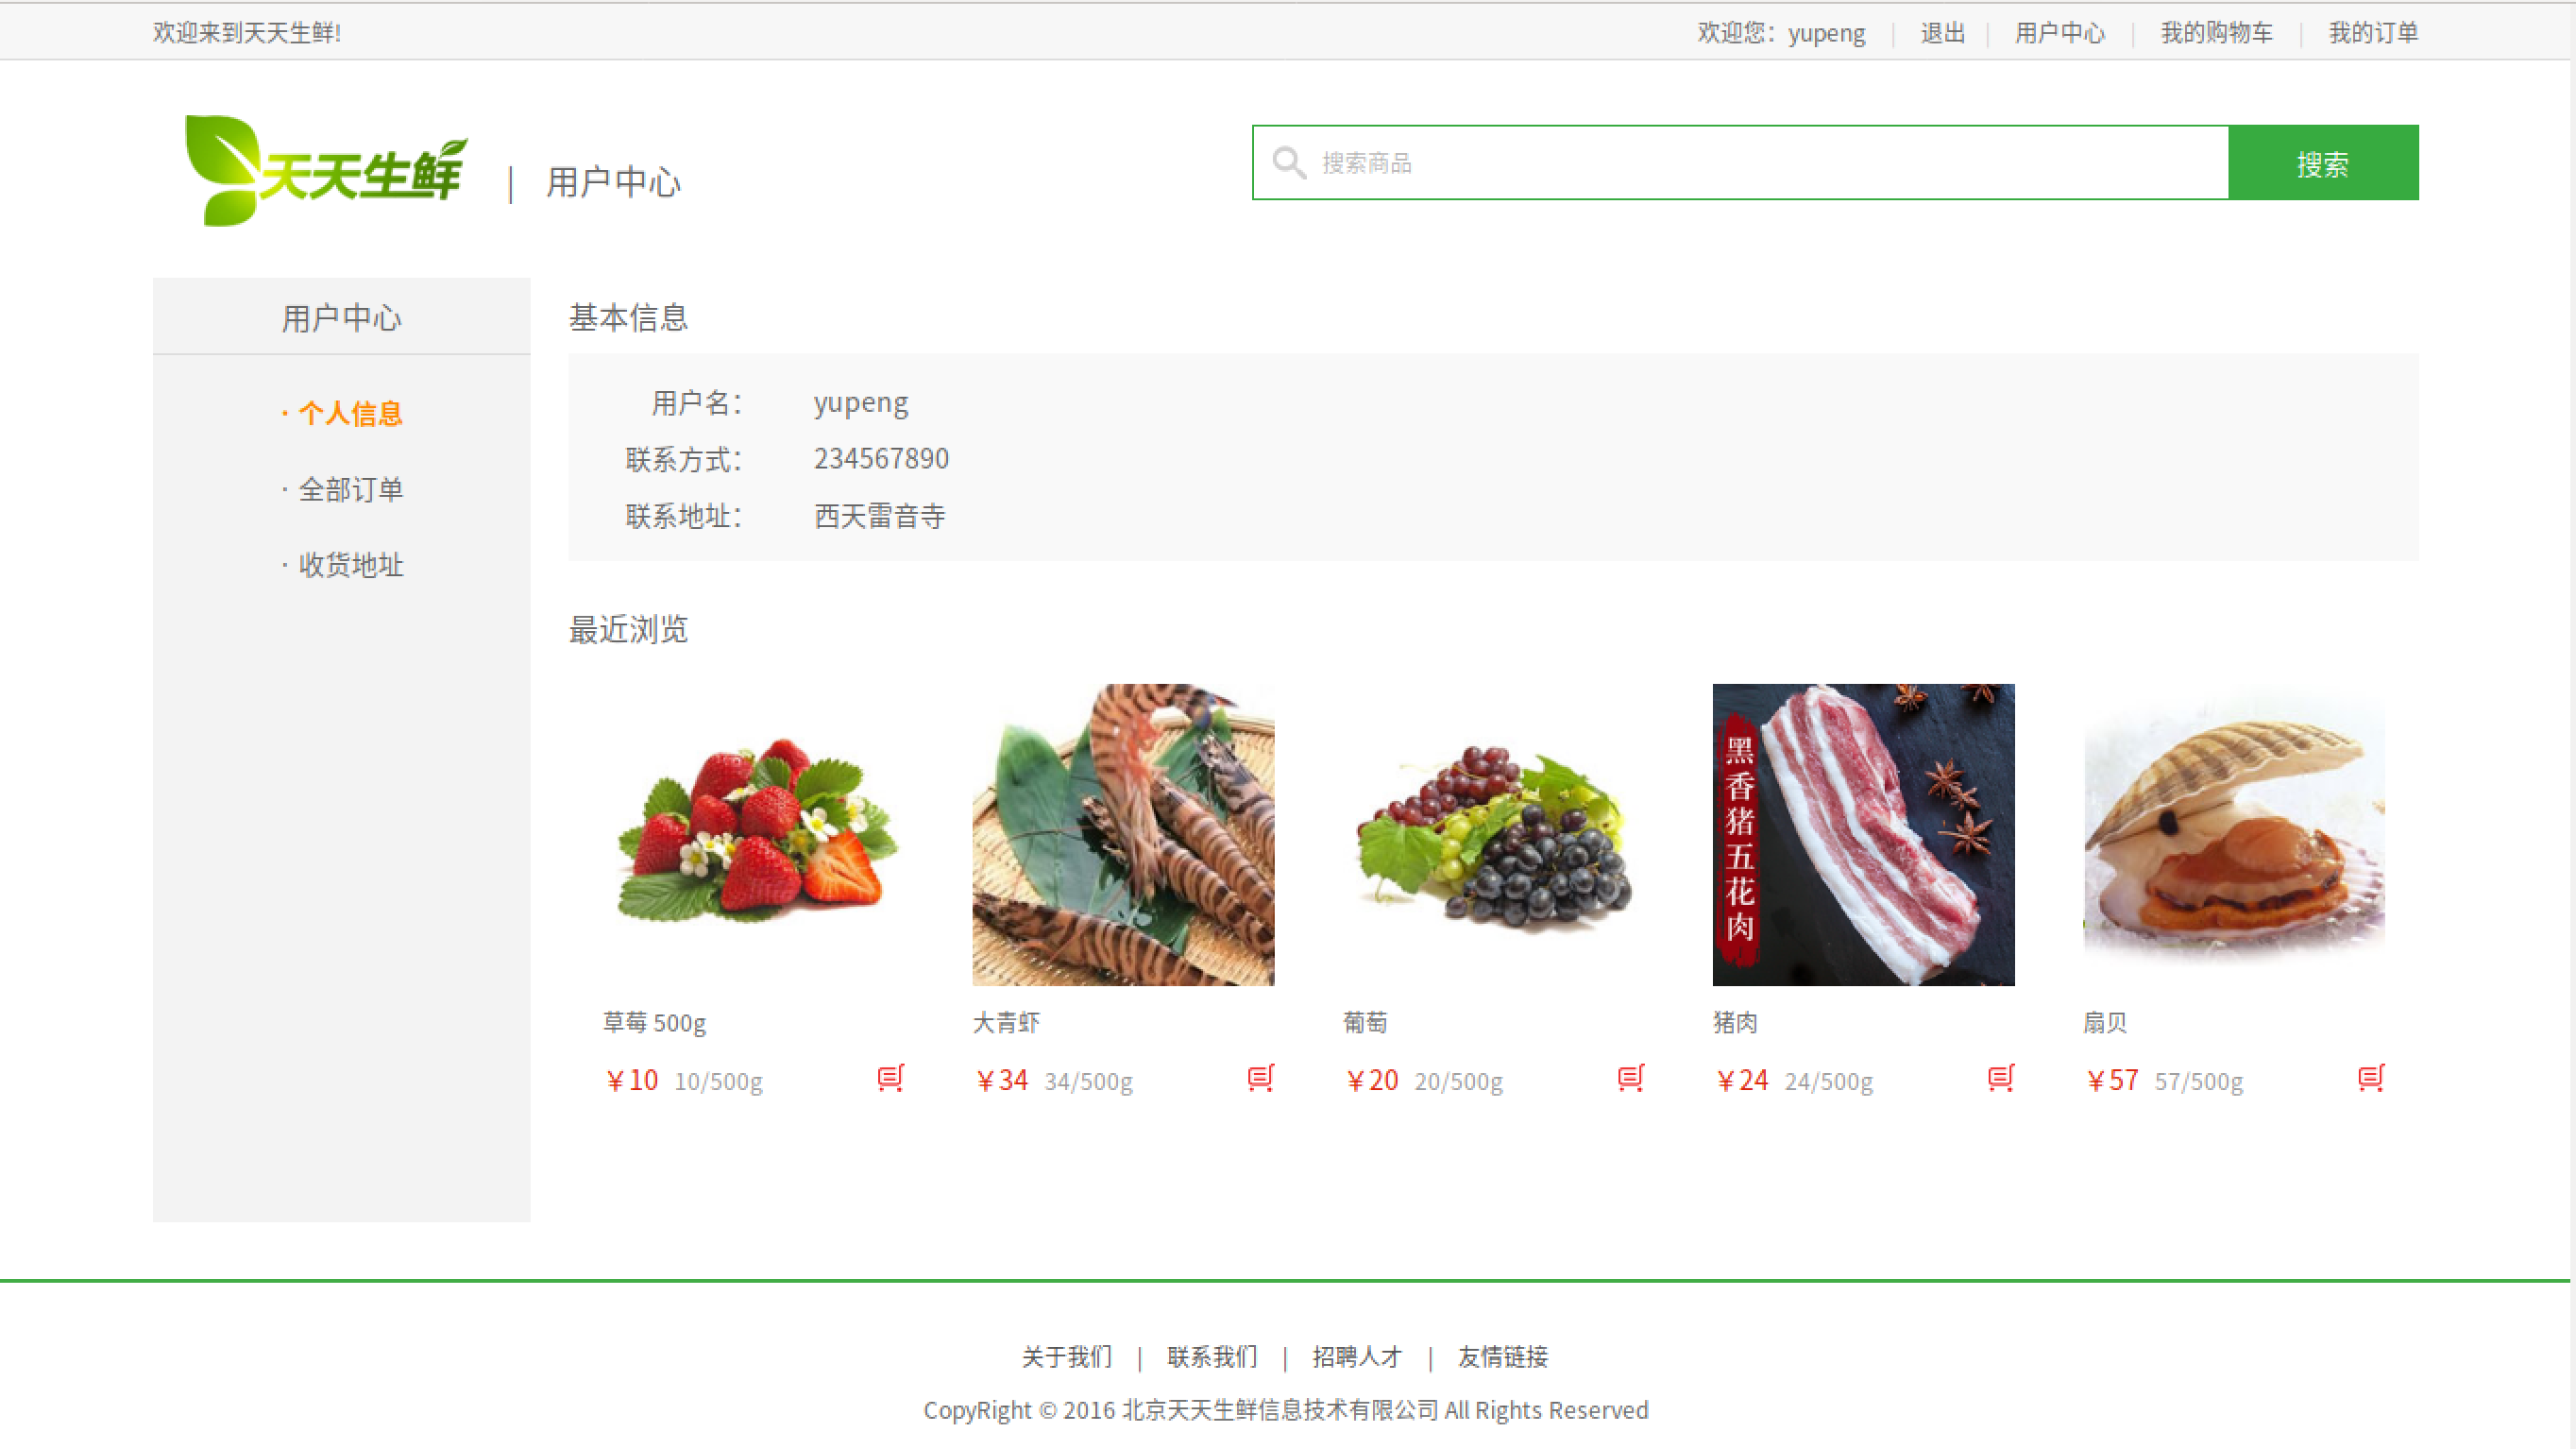 欢迎来到天天生鲜!
欢迎您：yupeng | 退出 | 用户中心 | 我的购物车 | 我的订单
天天生鲜 | 用户中心
搜索商品
搜索
用户中心
· 个人信息
· 全部订单
· 收货地址
基本信息
用户名： yupeng
联系方式： 234567890
联系地址： 西天雷音寺
最近浏览
黑香猪五花肉
草莓 500g
￥10 10/500g
大青虾
￥34 34/500g
葡萄
￥20 20/500g
猪肉
￥24 24/500g
扇贝
￥57 57/500g
关于我们 | 联系我们 | 招聘人才 | 友情链接
CopyRight © 2016 北京天天生鲜信息技术有限公司 All Rights Reserved